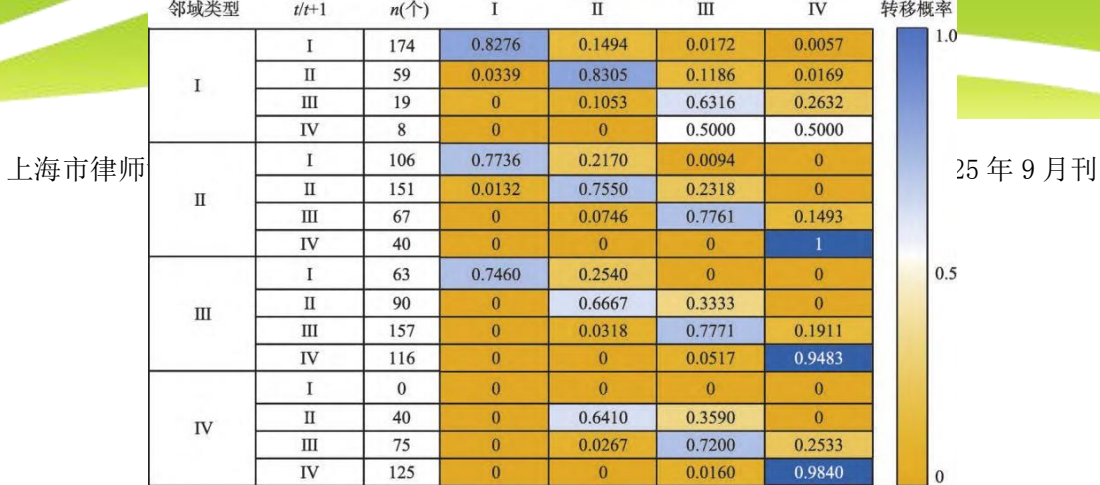 邻域类型 t/t+1 n(个) I II III IV 转移概率
I I 174 0.8276 0.1494 0.0172 0.0057 1.0
II 59 0.0339 0.8305 0.1186 0.0169
III 19 0 0.1053 0.6316 0.2632
IV 8 0 0 0.5000 0.5000
上海市律师 25年9月刊
II I 106 0.7736 0.2170 0.0094 0
II 151 0.0132 0.7550 0.2318 0
III 67 0 0.0746 0.7761 0.1493
IV 40 0 0 0 1
III I 63 0.7460 0.2540 0 0 0.5
II 90 0 0.6667 0.3333 0
III 157 0 0.0318 0.7771 0.1911
IV 116 0 0 0.0517 0.9483
IV I 0 0 0 0 0
II 40 0 0.6410 0.3590 0
III 75 0 0.0267 0.7200 0.2533
IV 125 0 0 0.0160 0.9840 0